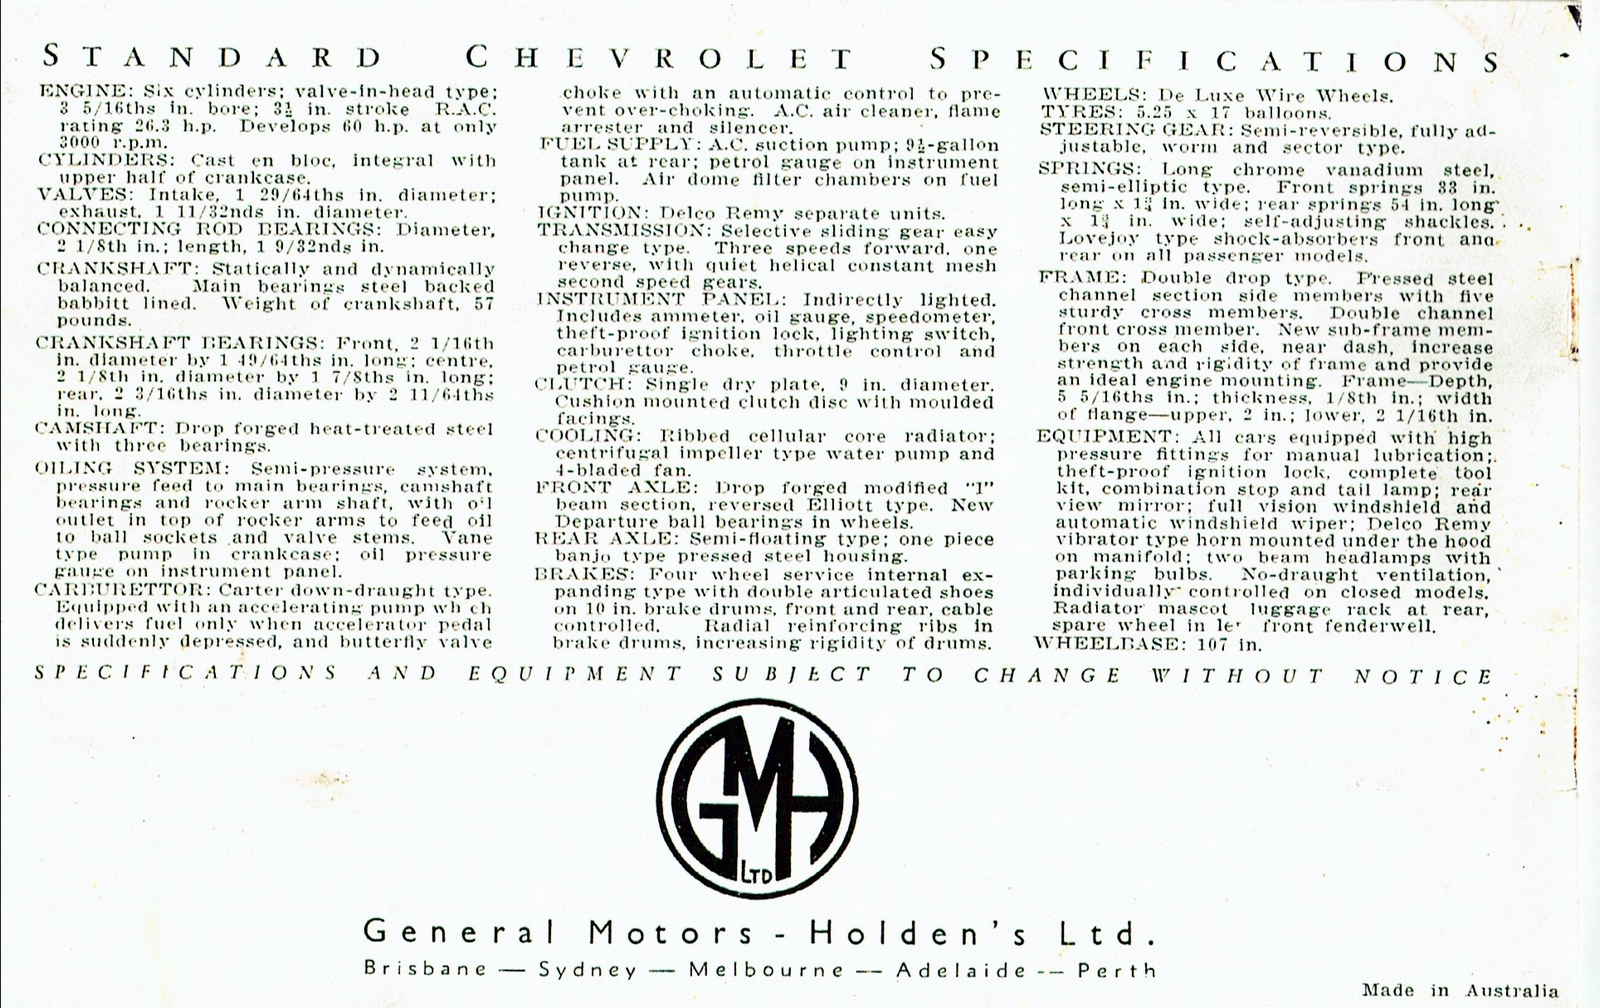 STANDARD CHEVROLET SPECIFICATIONS
ENGINE: Six cylinders; valve-in-head type;
3 5/16ths in. bore; 3½ in. stroke R.A.C.
rating 26.3 h.p. Develops 60 h.p. at only
3000 r.p.m.
CYLINDERS: Cast en bloc, integral with
upper half of crankcase.
VALVES: Intake, 1 29/64ths in. diameter;
exhaust, 1 11/32nds in. diameter.
CONNECTING ROD BEARINGS: Diameter,
2 1/8th in.; length, 1 9/32nds in.
CRANKSHAFT: Statically and dynamically
balanced. Main bearings steel backed
babbitt lined. Weight of crankshaft, 57
pounds.
CRANKSHAFT BEARINGS: Front, 2 1/16th
in. diameter by 1 49/64ths in. long; centre,
2 1/8th in. diameter by 1 7/8ths in. long;
rear, 2 3/16ths in. diameter by 2 11/64ths
in. long.
CAMSHAFT: Drop forged heat-treated steel
with three bearings.
OILING SYSTEM: Semi-pressure system,
pressure feed to main bearings, camshaft
bearings and rocker arm shaft, with oil
outlet in top of rocker arms to feed oil
to ball sockets and valve stems. Vane
type pump in crankcase; oil pressure
gauge on instrument panel.
CARBURETTOR: Carter down-draught type.
Equipped with an accelerating pump wh ch
delivers fuel only when accelerator pedal
is suddenly depressed, and butterfly valve
choke with an automatic control to pre-
vent over-choking. A.C. air cleaner, flame
arrester and silencer.
FUEL SUPPLY: A.C. suction pump; 9½-gallon
tank at rear; petrol gauge on instrument
panel. Air dome filter chambers on fuel
pump.
IGNITION: Delco Remy separate units.
TRANSMISSION: Selective sliding gear easy
change type. Three speeds forward, one
reverse, with quiet helical constant mesh
second speed gears.
INSTRUMENT PANEL: Indirectly lighted.
Includes ammeter, oil gauge, speedometer,
theft-proof ignition lock, lighting switch,
carburettor choke, throttle control and
petrol gauge.
CLUTCH: Single dry plate, 9 in. diameter.
Cushion mounted clutch disc with moulded
facings.
COOLING: Ribbed cellular core radiator;
centrifugal impeller type water pump and
4-bladed fan.
FRONT AXLE: Drop forged modified "I"
beam section, reversed Elliott type. New
Departure ball bearings in wheels.
REAR AXLE: Semi-floating type; one piece
banjo type pressed steel housing.
BRAKES: Four wheel service internal ex-
panding type with double articulated shoes
on 10 in. brake drums, front and rear, cable
controlled. Radial reinforcing ribs in
brake drums, increasing rigidity of drums.
WHEELS: De Luxe Wire Wheels.
TYRES: 5.25 x 17 balloons.
STEERING GEAR: Semi-reversible, fully ad-
justable, worm and sector type.
SPRINGS: Long chrome vanadium steel,
semi-elliptic type. Front springs 33 in.
long x 1¾ in. wide; rear springs 54 in. long
x 1¾ in. wide; self-adjusting shackles.
Lovejoy type shock-absorbers front and
rear on all passenger models.
FRAME: Double drop type. Pressed steel
channel section side members with five
sturdy cross members. Double channel
front cross member. New sub-frame mem-
bers on each side, near dash, increase
strength and rigidity of frame and provide
an ideal engine mounting. Frame—Depth,
5 5/16ths in.; thickness, 1/8th in.; width
of flange—upper, 2 in.; lower, 2 1/16th in.
EQUIPMENT: All cars equipped with high
pressure fittings for manual lubrication;
theft-proof ignition lock, complete tool
kit, combination stop and tail lamp; rear
view mirror; full vision windshield and
automatic windshield wiper; Delco Remy
vibrator type horn mounted under the hood
on manifold; two beam headlamps with
parking bulbs. No-draught ventilation,
individually controlled on closed models.
Radiator mascot luggage rack at rear,
spare wheel in front fenderwell.
WHEELBASE: 107 in.
SPECIFICATIONS AND EQUIPMENT SUBJECT TO CHANGE WITHOUT NOTICE
GMH
LTD
General Motors - Holden's Ltd.
Brisbane — Sydney — Melbourne — Adelaide -- Perth
Made in Australia